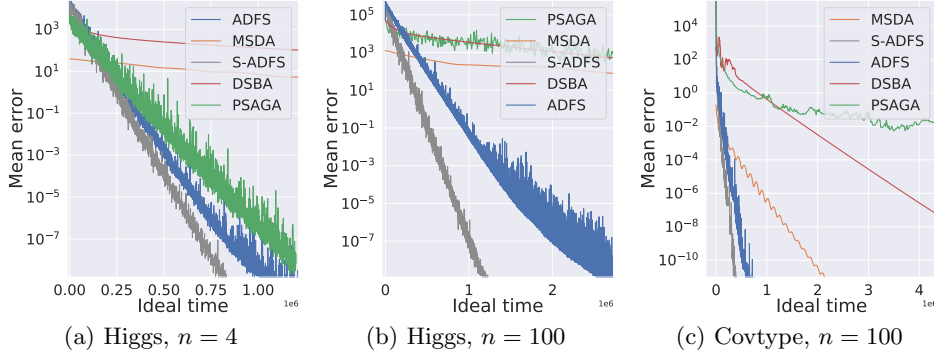 ADFS
MSDA
S-ADFS
DSBA
PSAGA
Mean error
10^3
10^1
10^-1
10^-3
10^-5
10^-7
0.00 0.25 0.50 0.75 1.00
1e6
Ideal time
(a) Higgs, n = 4
PSAGA
MSDA
S-ADFS
DSBA
ADFS
Mean error
10^5
10^3
10^1
10^-1
10^-3
10^-5
10^-7
0 1 2
1e6
Ideal time
(b) Higgs, n = 100
MSDA
S-ADFS
ADFS
DSBA
PSAGA
Mean error
10^2
10^0
10^-2
10^-4
10^-6
10^-8
10^-10
0 1 2 3 4
1e6
Ideal time
(c) Covtype, n = 100